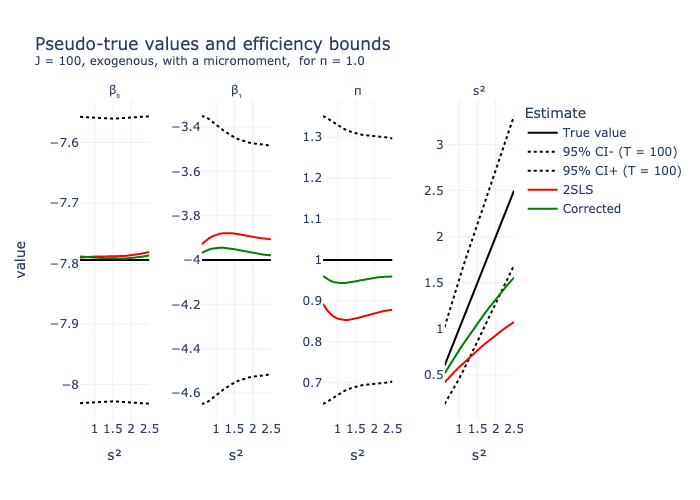 Pseudo-true values and efficiency bounds
J = 100, exogenous, with a micromoment,  for π = 1.0
β₀
β₁
π
s²
Estimate
True value
95% CI- (T = 100)
95% CI+ (T = 100)
2SLS
Corrected
value
−7.6
−7.7
−7.8
−7.9
−8
−3.4
−3.6
−3.8
−4
−4.2
−4.4
−4.6
1.3
1.2
1.1
1
0.9
0.8
0.7
3
2.5
2
1.5
1
0.5
1 1.5 2 2.5
1 1.5 2 2.5
1 1.5 2 2.5
1 1.5 2 2.5
s²
s²
s²
s²